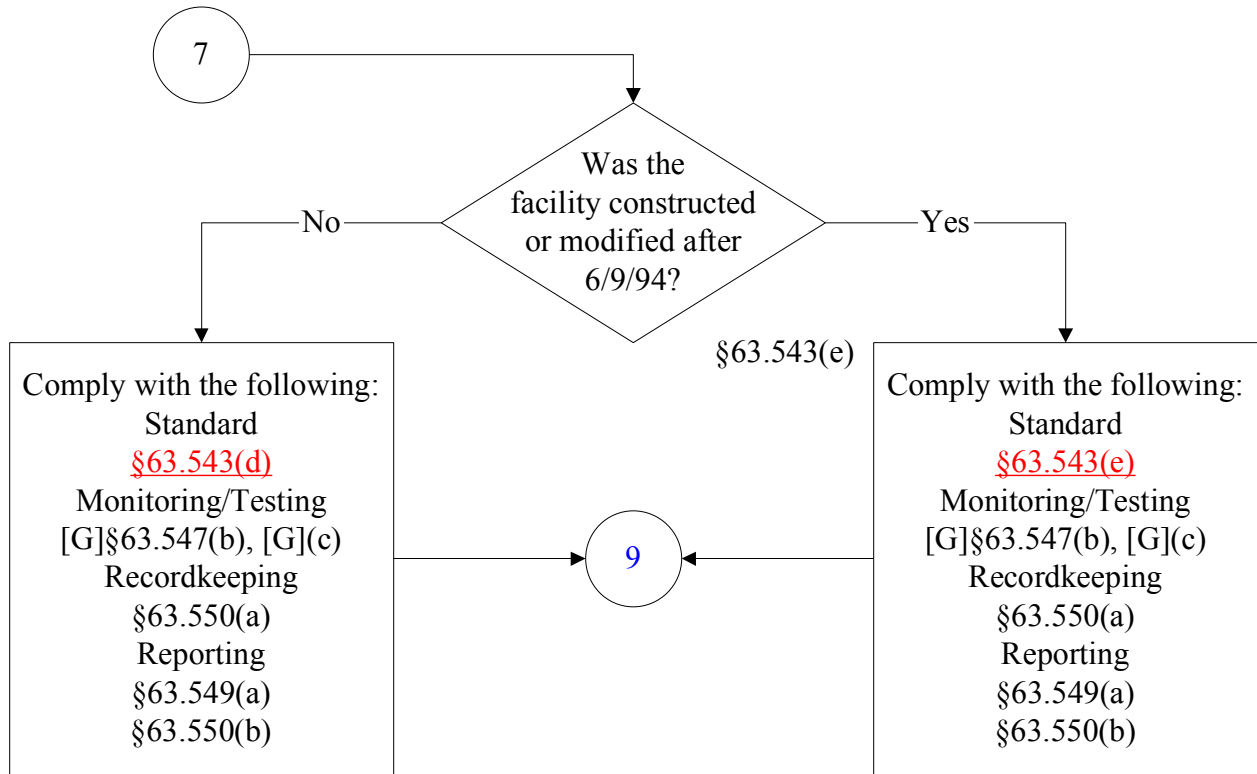 7
Was the
facility constructed
or modified after
6/9/94?
No
Yes
§63.543(e)
Comply with the following:
Standard
§63.543(d)
Monitoring/Testing
[G]§63.547(b), [G](c)
Recordkeeping
§63.550(a)
Reporting
§63.549(a)
§63.550(b)
9
Comply with the following:
Standard
§63.543(e)
Monitoring/Testing
[G]§63.547(b), [G](c)
Recordkeeping
§63.550(a)
Reporting
§63.549(a)
§63.550(b)